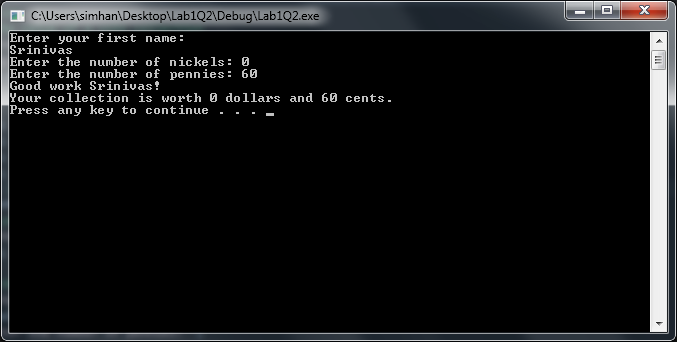 C:\Users\simhan\Desktop\Lab1Q2\Debug\Lab1Q2.exe
Enter your first name:
Srinivas
Enter the number of nickels: 0
Enter the number of pennies: 60
Good work Srinivas!
Your collection is worth 0 dollars and 60 cents.
Press any key to continue . . . _